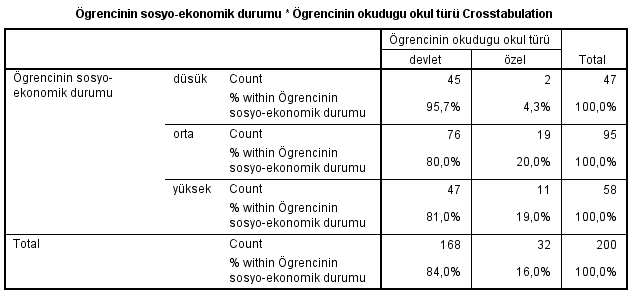 Ögrencinin sosyo-ekonomik durumu * Ögrencinin okudugu okul türü Crosstabulation
Ögrencinin okudugu okul türü
devlet özel Total
Ögrencinin sosyo- düsük Count 45 2 47
ekonomik durumu % within Ögrencinin
sosyo-ekonomik durumu 95,7% 4,3% 100,0%
orta Count 76 19 95
% within Ögrencinin
sosyo-ekonomik durumu 80,0% 20,0% 100,0%
yüksek Count 47 11 58
% within Ögrencinin
sosyo-ekonomik durumu 81,0% 19,0% 100,0%
Total Count 168 32 200
% within Ögrencinin
sosyo-ekonomik durumu 84,0% 16,0% 100,0%